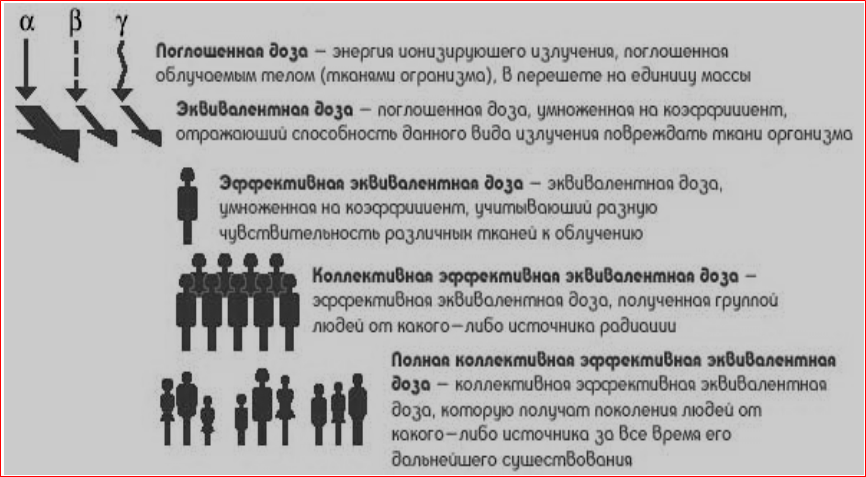 α β γ
Поглощенная доза – энергия ионизирующего излучения, поглощенная
облучаемым телом (тканями огранизма), в перешете на единицу массы
Эквивалентная доза – поглощенная доза, умноженная на коэффициент,
отражающий способность данного вида излучения повреждать ткани организма
Эффективная эквивалентная доза – эквивалентная доза,
умноженная на коэффициент, учитывающий разную
чувствительность различных тканей к облучению
Коллективная эффективная эквивалентная доза –
эффективная эквивалентная доза, полученная группой
людей от какого–либо источника радиации
Полная коллективная эффективная эквивалентная
доза – коллективная эффективная эквивалентная
доза, которую получат поколения людей от
какого–либо источника за все время его
дальнейшего существования